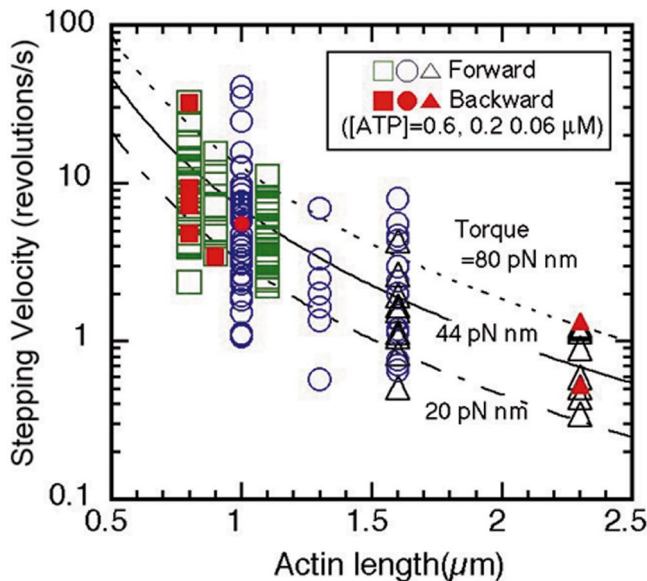 100
10
1
0.1
Stepping Velocity (revolutions/s)
Forward
Backward
([ATP]=0.6, 0.2 0.06 μM)
Torque
=80 pN nm
44 pN nm
20 pN nm
0.5 1 1.5 2 2.5
Actin length(μm)